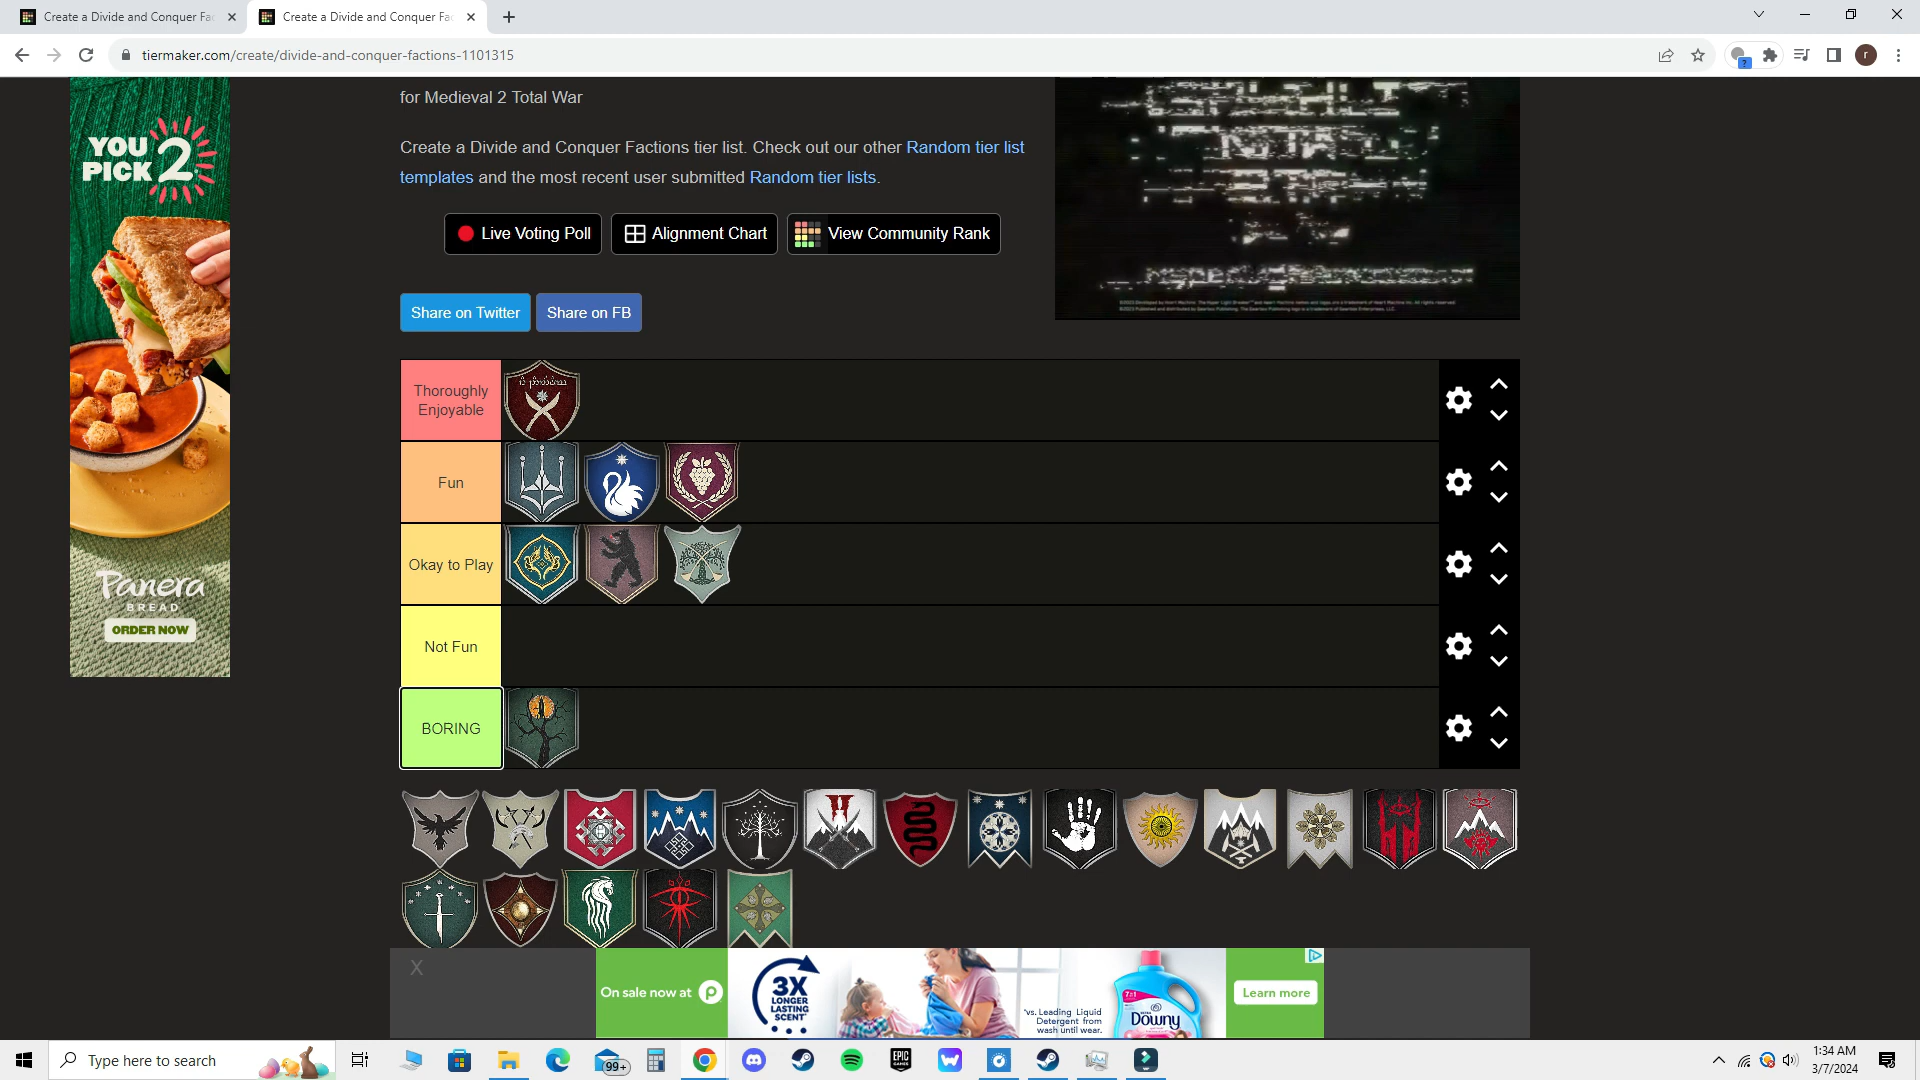 Create a Divide and Conquer Fa
Create a Divide and Conquer Fa
tiermaker.com/create/divide-and-conquer-factions-1101315
r
?
for Medieval 2 Total War
Create a Divide and Conquer Factions tier list. Check out our other Random tier list
templates and the most recent user submitted Random tier lists.
Live Voting Poll
Alignment Chart
View Community Rank
Share on Twitter
Share on FB
YOU
PICK 2
Panera
BREAD
ORDER NOW
Thoroughly
Enjoyable
Fun
Okay to Play
Not Fun
BORING
X
On sale now at
3X
LONGER
LASTING
SCENT*
*vs. Leading Liquid
Detergent from
wash until wear.
7in1
Downy
Learn more
Type here to search
99+
EPIC
GAMES
1:34 AM
3/7/2024